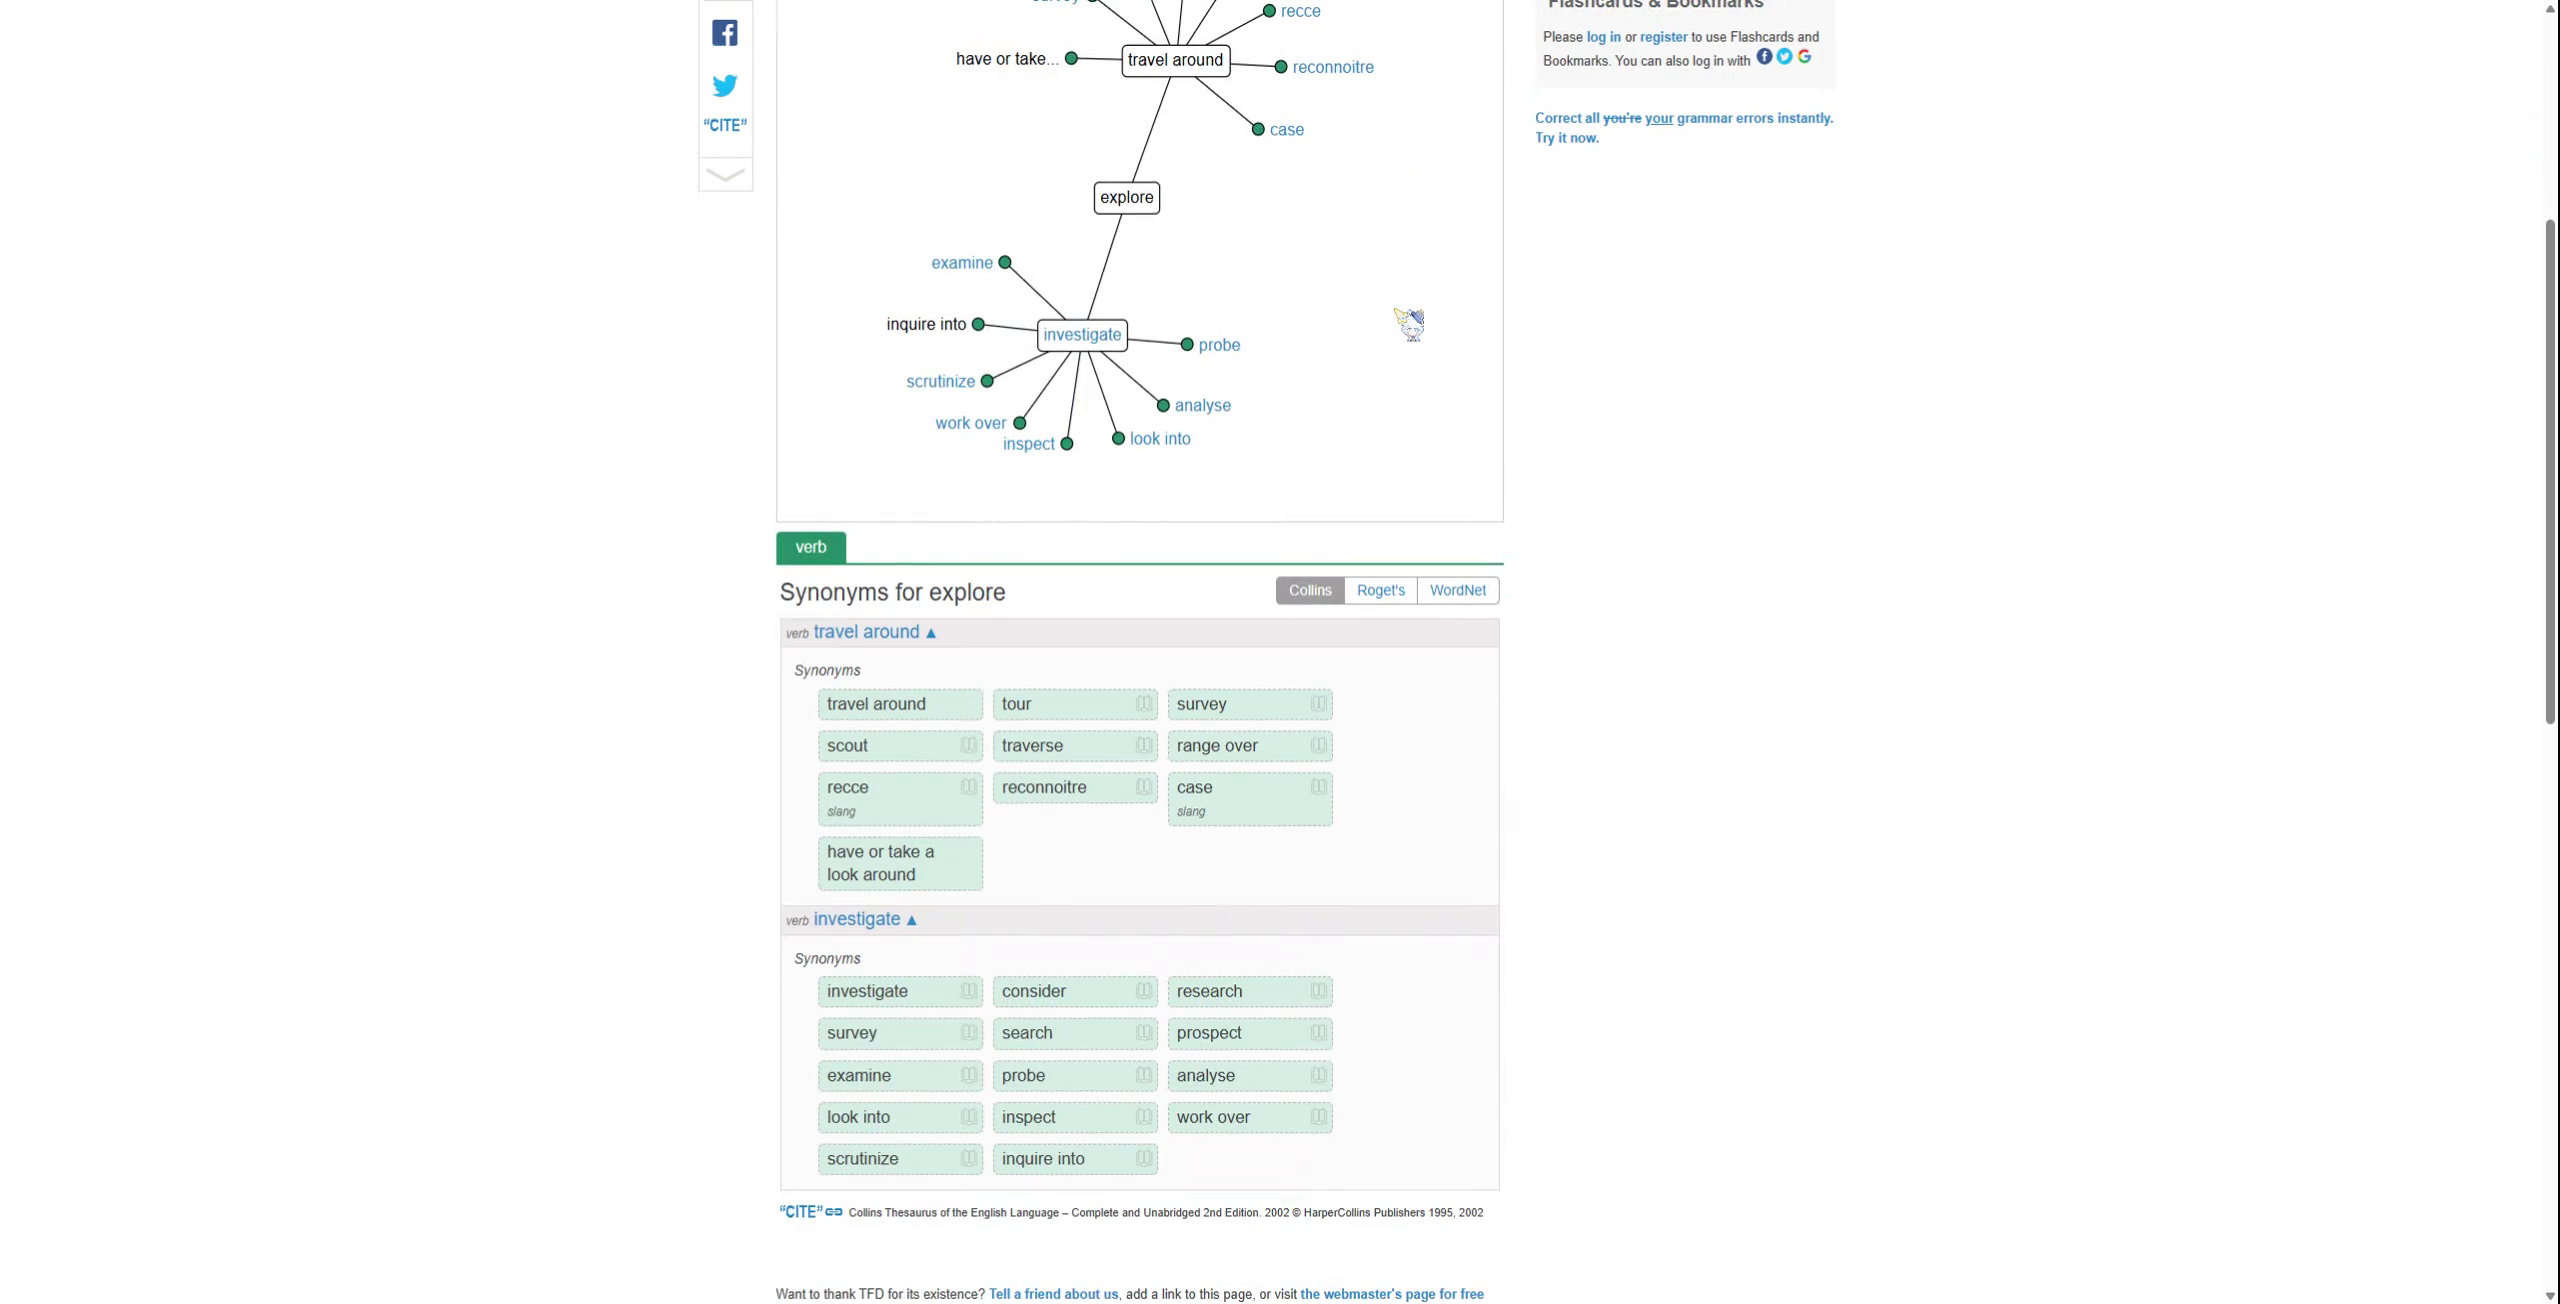 Flashcards & Bookmarks
Please log in or register to use Flashcards and
Bookmarks. You can also log in with
Correct all you're your grammar errors instantly.
Try it now.
"CITE"
survey
recce
have or take...
travel around
reconnoitre
case
explore
examine
inquire into
investigate
probe
scrutinize
analyse
work over
look into
inspect
verb
Synonyms for explore
Collins Roget's WordNet
verb travel around ▲
Synonyms
travel around tour survey
scout traverse range over
recce reconnoitre case
slang slang
have or take a
look around
verb investigate ▲
Synonyms
investigate consider research
survey search prospect
examine probe analyse
look into inspect work over
scrutinize inquire into
"CITE" Collins Thesaurus of the English Language – Complete and Unabridged 2nd Edition. 2002 © HarperCollins Publishers 1995, 2002
Want to thank TFD for its existence? Tell a friend about us, add a link to this page, or visit the webmaster's page for free